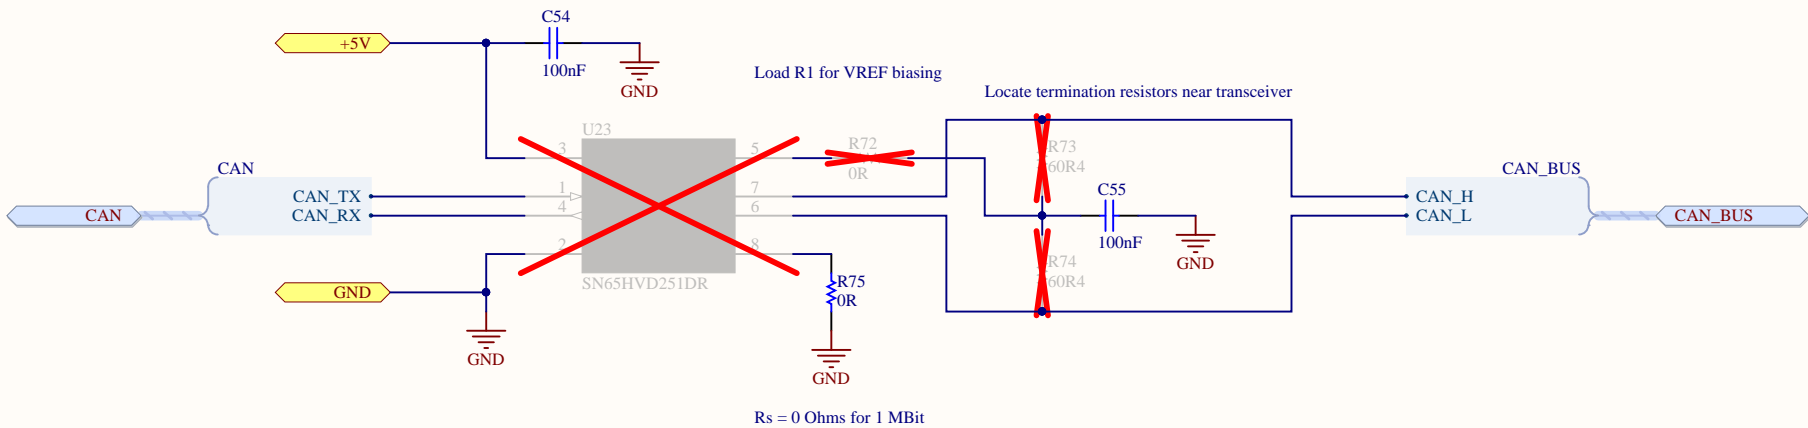 C54
+5V
100nF
GND
Load R1 for VREF biasing
Locate termination resistors near transceiver
U23
3
5
R72
0R
R73
60R4
CAN
CAN_TX
CAN_RX
CAN
1
4
7
6
C55
100nF
GND
CAN_BUS
CAN_H
CAN_L
CAN_BUS
2
8
SN65HVD251DR
R74
60R4
GND
GND
R75
0R
GND
Rs = 0 Ohms for 1 MBit